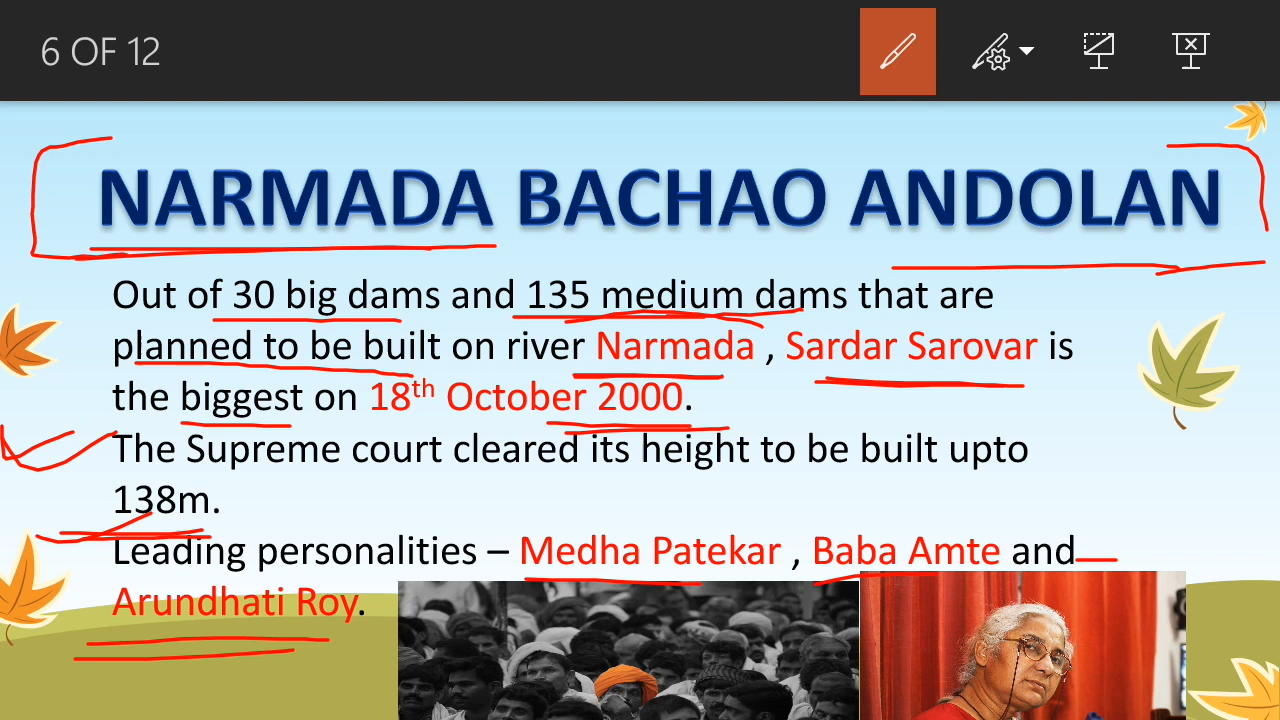 6 OF 12
NARMADA BACHAO ANDOLAN
Out of 30 big dams and 135 medium dams that are
planned to be built on river Narmada , Sardar Sarovar is
the biggest on 18th October 2000.
The Supreme court cleared its height to be built upto
138m.
Leading personalities – Medha Patekar , Baba Amte and
Arundhati Roy.